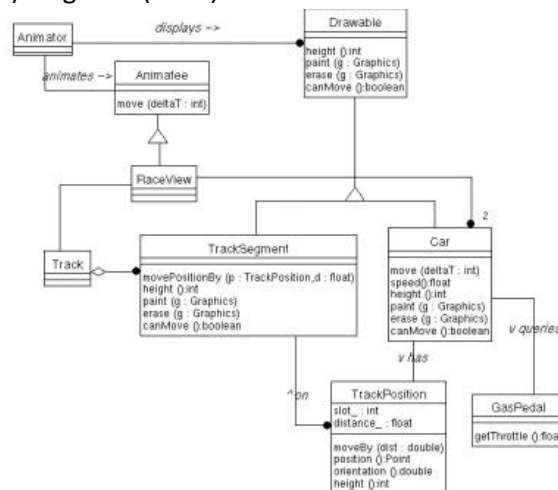 Animator
displays ->
Drawable
height ():int
paint (g : Graphics)
erase (g : Graphics)
canMove ():boolean
animates ->
Animatee
move (deltaT : int)
RaceView
2
Track
TrackSegment
movePositionBy (p : TrackPosition,d : float)
height ():int
paint (g : Graphics)
erase (g : Graphics)
canMove ():boolean
Car
move (deltaT : int)
speed():float
height ():int
paint (g : Graphics)
erase (g : Graphics)
canMove ():boolean
v queries
v has
^on
TrackPosition
slot_ : int
distance_ : float
moveBy (dist : double)
position ():Point
orientation ():double
height ():int
GasPedal
getThrottle ():float